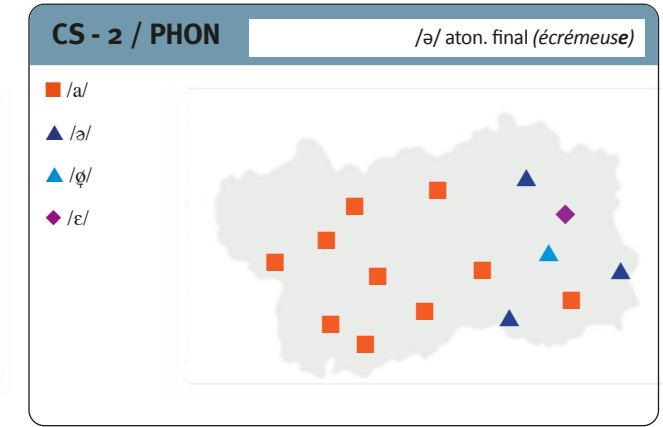 CS - 2 / PHON
/ə/ aton. final (écrémeuse)
/a/
/ə/
/ø̞/
/ɛ/